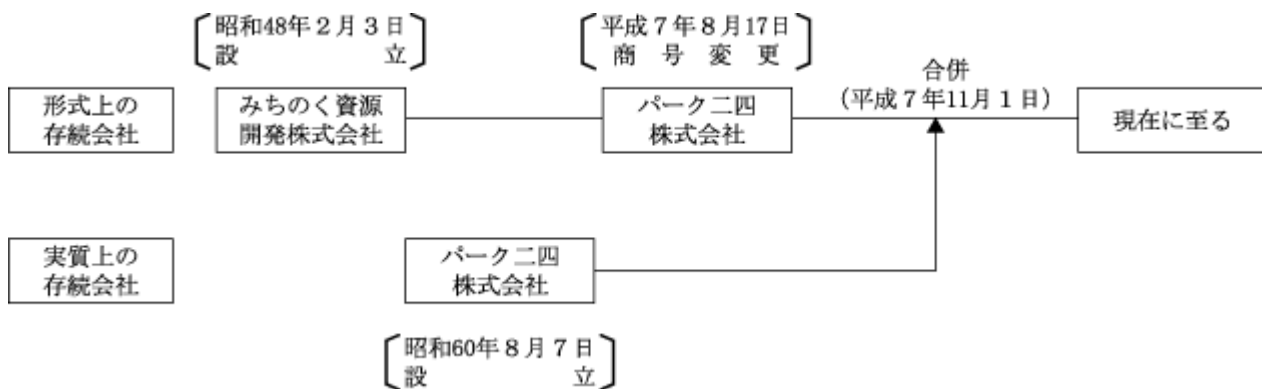 昭和48年2月3日
設立
平成7年8月17日
商号変更
合併
(平成7年11月1日)
形式上の
存続会社
みちのく資源
開発株式会社
パーク二四
株式会社
現在に至る
実質上の
存続会社
パーク二四
株式会社
昭和60年8月7日
設立